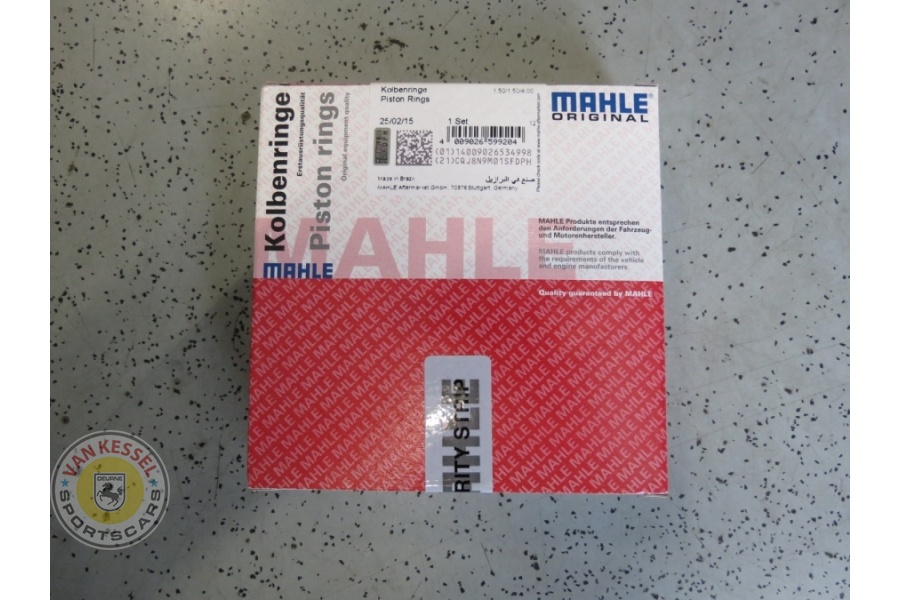 Kolbenringe
Piston Rings
1.50/1.50/4.00
25/02/15
1 Set
4 009026 599204
(01)14009026534998
(21)CQJ8N9M01SFDPH
Made in Brazil
صنع في البرازيل
MAHLE Aftermarket GmbH, 70376 Stuttgart, Germany
MAHLE®
ORIGINAL
Kolbenringe
Erstausrüstungsqualität
Piston rings
Original equipment quality
MAHLE
MAHLE
MAHLE Produkte entsprechen
den Anforderungen der Fahrzeug-
und Motorenhersteller.
MAHLE products comply with
the requirements of the vehicle
and engine manufacturers
Quality guaranteed by MAHLE
RITY STRIP
VAN KESSEL
DEURNE
SPORTSCARS